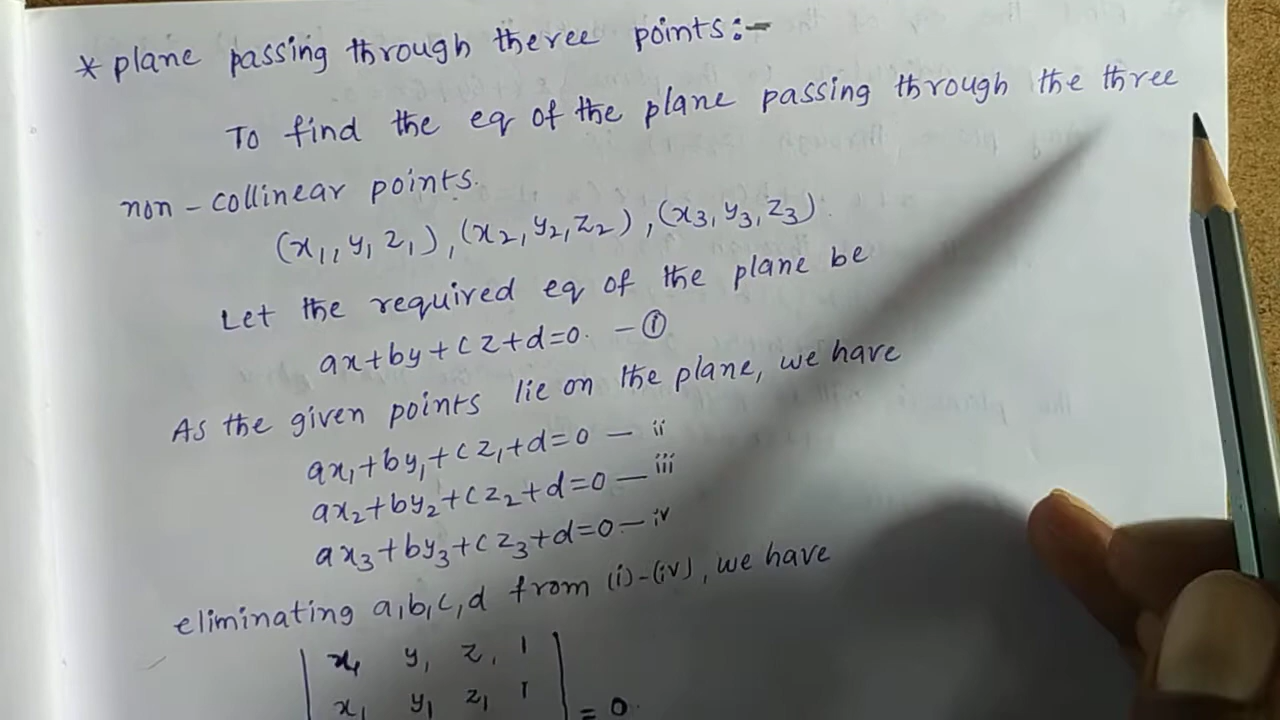 * plane passing through theree points:-
To find the eq of the plane passing through the three
non-collinear points.
(x₁, y₁ z₁), (x₂, y₂, z₂), (x₃, y₃, z₃).
Let the required eq of the plane be
ax+by+cz+d=0. - (i)
As the given points lie on the plane, we have
ax₁+by₁+cz₁+d=0 — ii
ax₂+by₂+cz₂+d=0 — iii
ax₃+by₃+cz₃+d=0 — iv
eliminating a,b,c,d from (i)-(iv), we have
y, z, 1
x₁ y₁ z₁ 1
= 0.